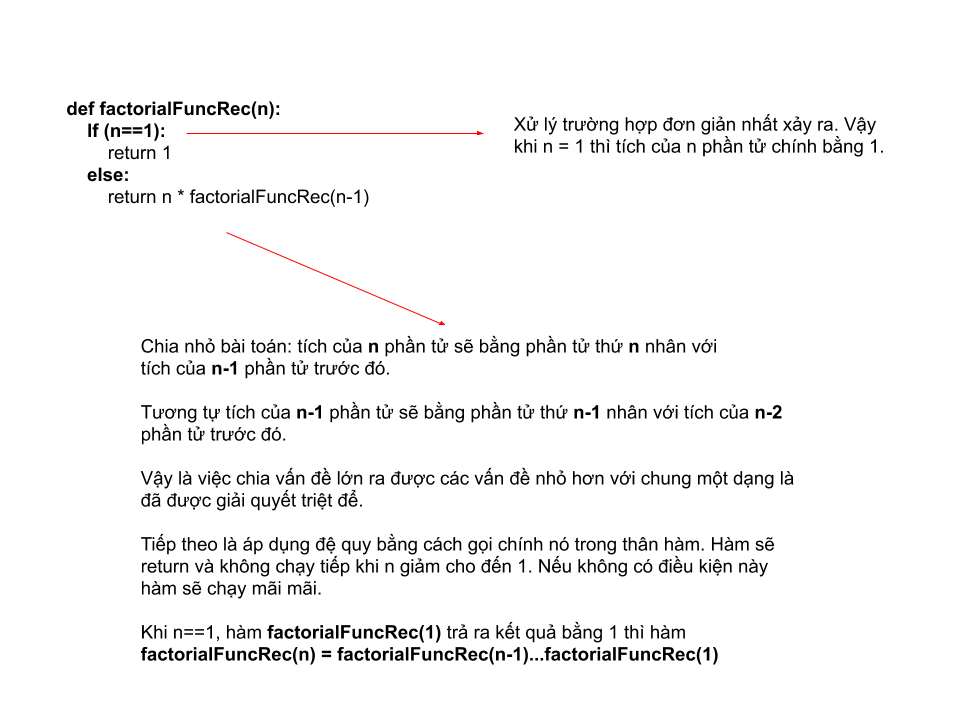 def factorialFuncRec(n):
If (n==1):
return 1
else:
return n * factorialFuncRec(n-1)
Xử lý trường hợp đơn giản nhất xảy ra. Vậy
khi n = 1 thì tích của n phần tử chính bằng 1.
Chia nhỏ bài toán: tích của n phần tử sẽ bằng phần tử thứ n nhân với
tích của n-1 phần tử trước đó.
Tương tự tích của n-1 phần tử sẽ bằng phần tử thứ n-1 nhân với tích của n-2
phần tử trước đó.
Vậy là việc chia vấn đề lớn ra được các vấn đề nhỏ hơn với chung một dạng là
đã được giải quyết triệt để.
Tiếp theo là áp dụng đệ quy bằng cách gọi chính nó trong thân hàm. Hàm sẽ
return và không chạy tiếp khi n giảm cho đến 1. Nếu không có điều kiện này
hàm sẽ chạy mãi mãi.
Khi n==1, hàm factorialFuncRec(1) trả ra kết quả bằng 1 thì hàm
factorialFuncRec(n) = factorialFuncRec(n-1)...factorialFuncRec(1)